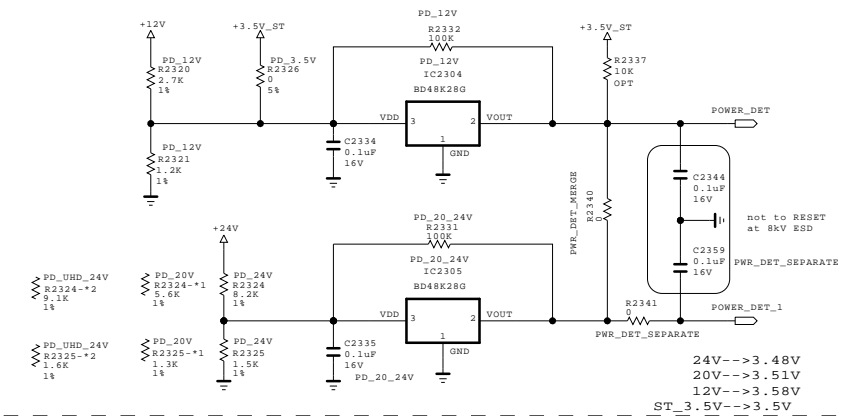 PD_12V
+12V
+3.5V_ST
R2332
100K
+3.5V_ST
PD_12V
R2320
2.7K
1%
PD_3.5V
R2326
0
5%
PD_12V
IC2304
BD48K28G
R2337
10K
OPT
POWER_DET
VDD
3
2
VOUT
1
GND
PD_12V
R2321
1.2K
1%
C2334
0.1uF
16V
C2344
0.1uF
16V
PWR_DET_MERGE
R2340
0
not to RESET
at 8kV ESD
+24V
PD_20_24V
R2331
100K
PD_20_24V
IC2305
BD48K28G
C2359
0.1uF
16V
PWR_DET_SEPARATE
PD_UHD_24V
R2324-*2
9.1K
1%
PD_20V
R2324-*1
5.6K
1%
PD_24V
R2324
8.2K
1%
VDD
3
2
VOUT
1
GND
R2341
0
PWR_DET_SEPARATE
POWER_DET_1
PD_UHD_24V
R2325-*2
1.6K
1%
PD_20V
R2325-*1
1.3K
1%
PD_24V
R2325
1.5K
1%
C2335
0.1uF
16V
PD_20_24V
24V-->3.48V
20V-->3.51V
12V-->3.58V
ST_3.5V-->3.5V